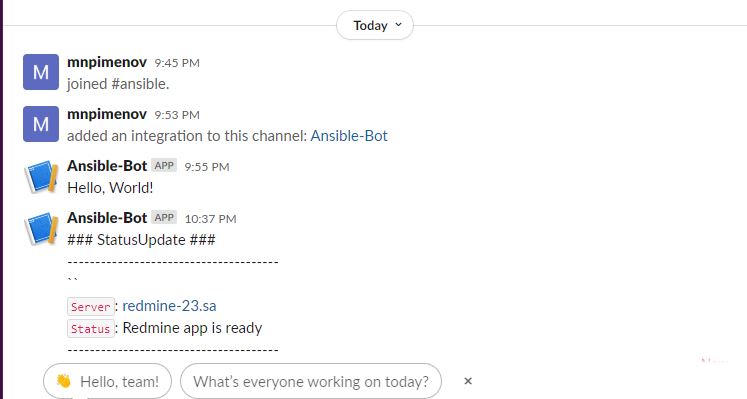 Today
mnpimenov 9:45 PM
joined #ansible.
mnpimenov 9:53 PM
added an integration to this channel: Ansible-Bot
Ansible-Bot APP 9:55 PM
Hello, World!
Ansible-Bot APP 10:37 PM
### StatusUpdate ###
------------------------------------
``
Server: redmine-23.sa
Status: Redmine app is ready
------------------------------------
👋 Hello, team! What's everyone working on today? ×